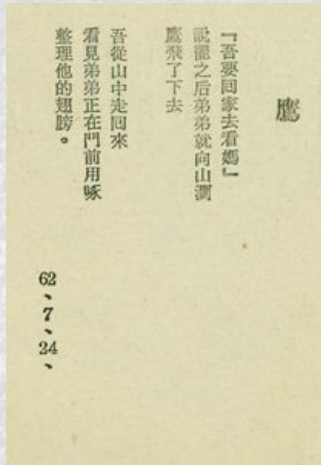 鷹
『吾要回家去看媽』
說罷之后弟弟就向山澗
鷹樣了下去
吾從山中走回來
看見弟弟正在門前用啄
整理他的翅膀。
62、7、24、